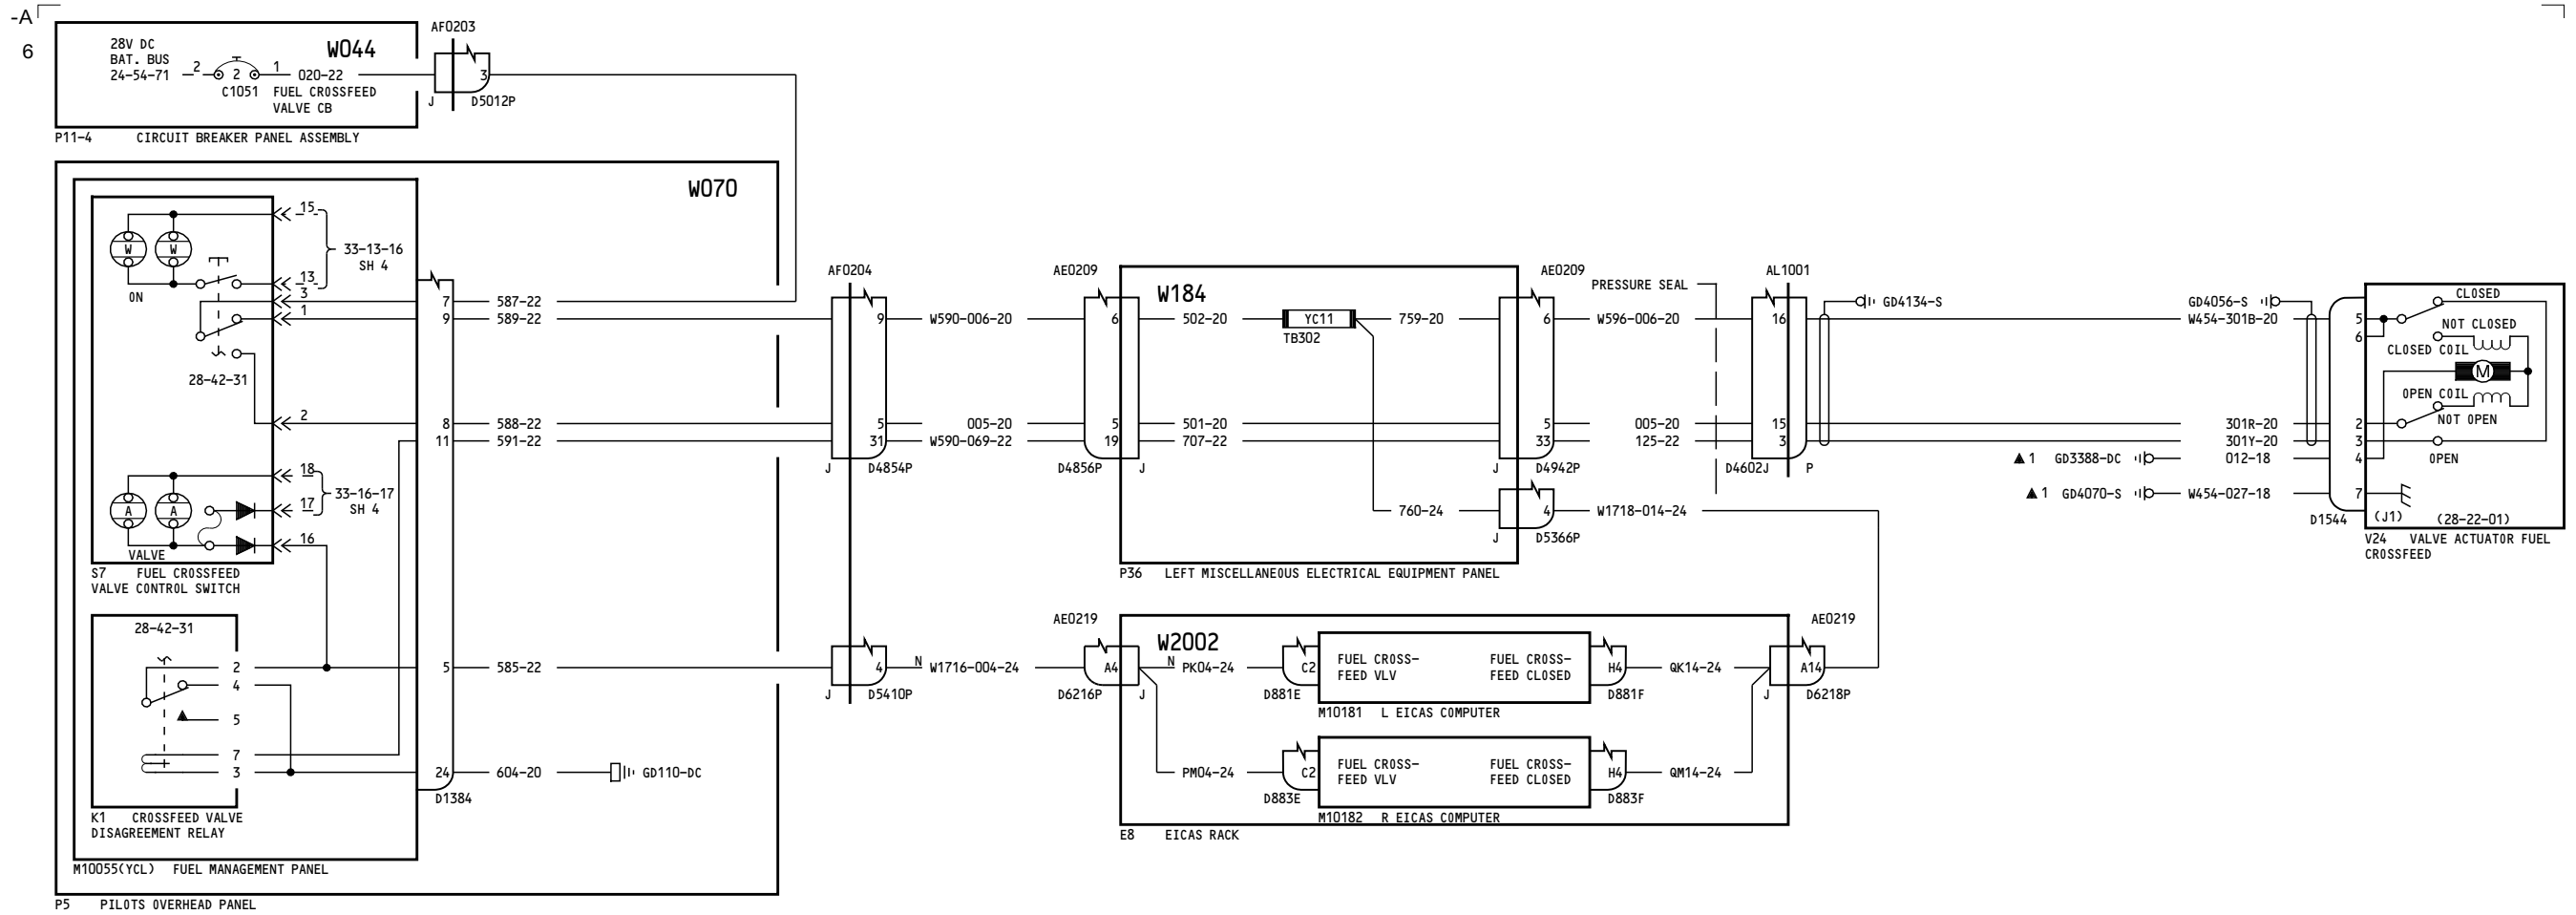 -A
6
28V DC
BAT. BUS
24-54-71
2
2
1
020-22
C1051
FUEL CROSSFEED
VALVE CB
W044
P11-4 CIRCUIT BREAKER PANEL ASSEMBLY
AF0203
3
J
D5012P
W070
W
W
ON
15
13
33-13-16
SH 4
3
1
28-42-31
2
18
17
33-16-17
SH 4
16
A
A
VALVE
S7 FUEL CROSSFEED
VALVE CONTROL SWITCH
28-42-31
2
4
5
7
3
K1 CROSSFEED VALVE
DISAGREEMENT RELAY
M10055(YCL) FUEL MANAGEMENT PANEL
P5 PILOTS OVERHEAD PANEL
7
9
8
11
5
24
D1384
587-22
589-22
588-22
591-22
585-22
604-20
GD110-DC
AF0204
9
5
31
J
D4854P
4
J
D5410P
W590-006-20
005-20
W590-069-22
N
W1716-004-24
AE0209
6
5
19
D4856P
J
W184
502-20
YC11
TB302
759-20
501-20
707-22
760-24
P36 LEFT MISCELLANEOUS ELECTRICAL EQUIPMENT PANEL
AE0209
6
5
33
J
D4942P
4
J
D5366P
PRESSURE SEAL
W596-006-20
005-20
125-22
W1718-014-24
AL1001
16
15
3
D4602J
P
GD4134-S
GD4056-S
W454-301B-20
301R-20
301Y-20
▲1 GD3388-DC
012-18
▲1 GD4070-S
W454-027-18
5
6
2
3
4
7
D1544
(J1)
CLOSED
NOT CLOSED
CLOSED COIL
M
OPEN COIL
NOT OPEN
OPEN
(28-22-01)
V24 VALVE ACTUATOR FUEL
CROSSFEED
AE0219
A4
D6216P
J
W2002
N
PK04-24
C2
D881E
FUEL CROSS-
FEED VLV
FUEL CROSS-
FEED CLOSED
H4
D881F
QK14-24
M10181 L EICAS COMPUTER
PM04-24
C2
D883E
FUEL CROSS-
FEED VLV
FUEL CROSS-
FEED CLOSED
H4
D883F
QM14-24
M10182 R EICAS COMPUTER
E8 EICAS RACK
AE0219
A14
J
D6218P